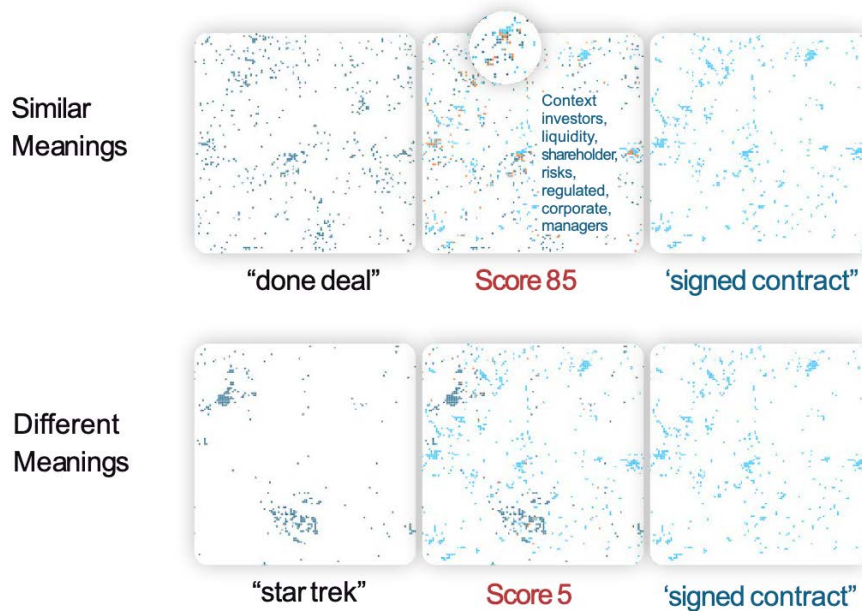 Similar
Meanings
Context
investors,
liquidity,
shareholder,
risks,
regulated,
corporate,
managers
“done deal”
Score 85
‘signed contract”
Different
Meanings
“star trek”
Score 5
‘signed contract”